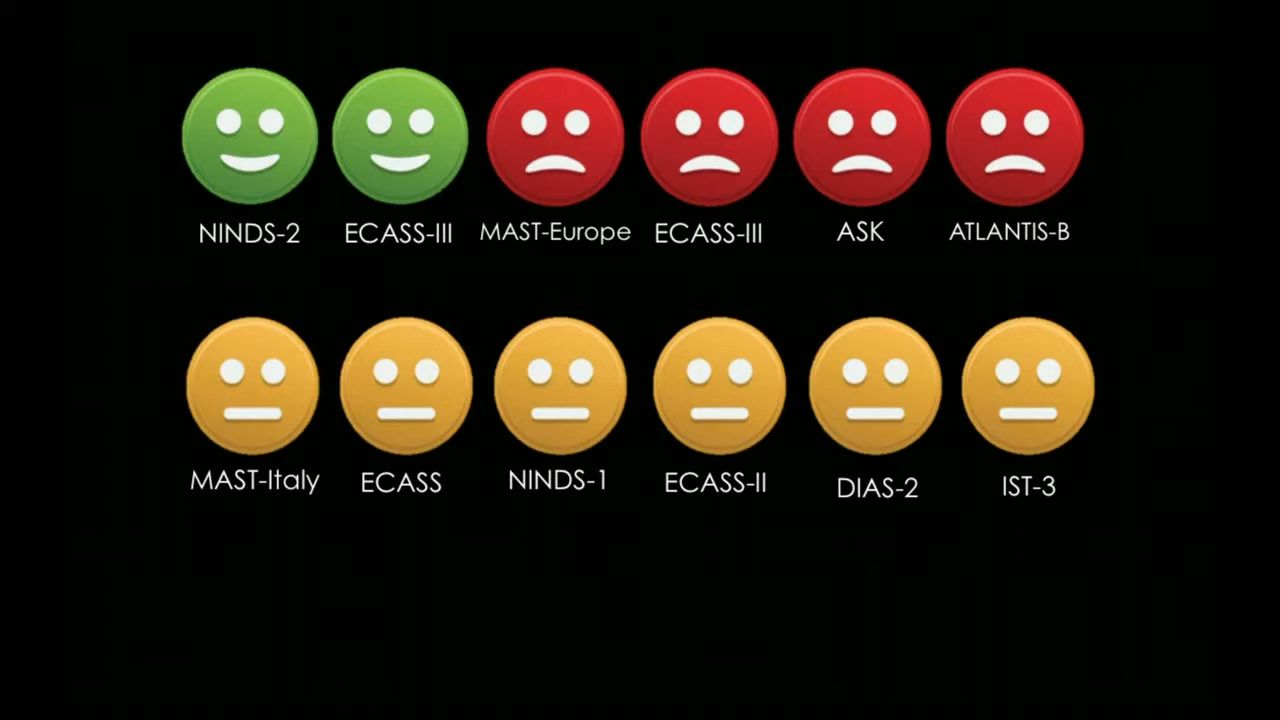 NINDS-2 ECASS-III MAST-Europe ECASS-III ASK ATLANTIS-B
MAST-Italy ECASS NINDS-1 ECASS-II DIAS-2 IST-3